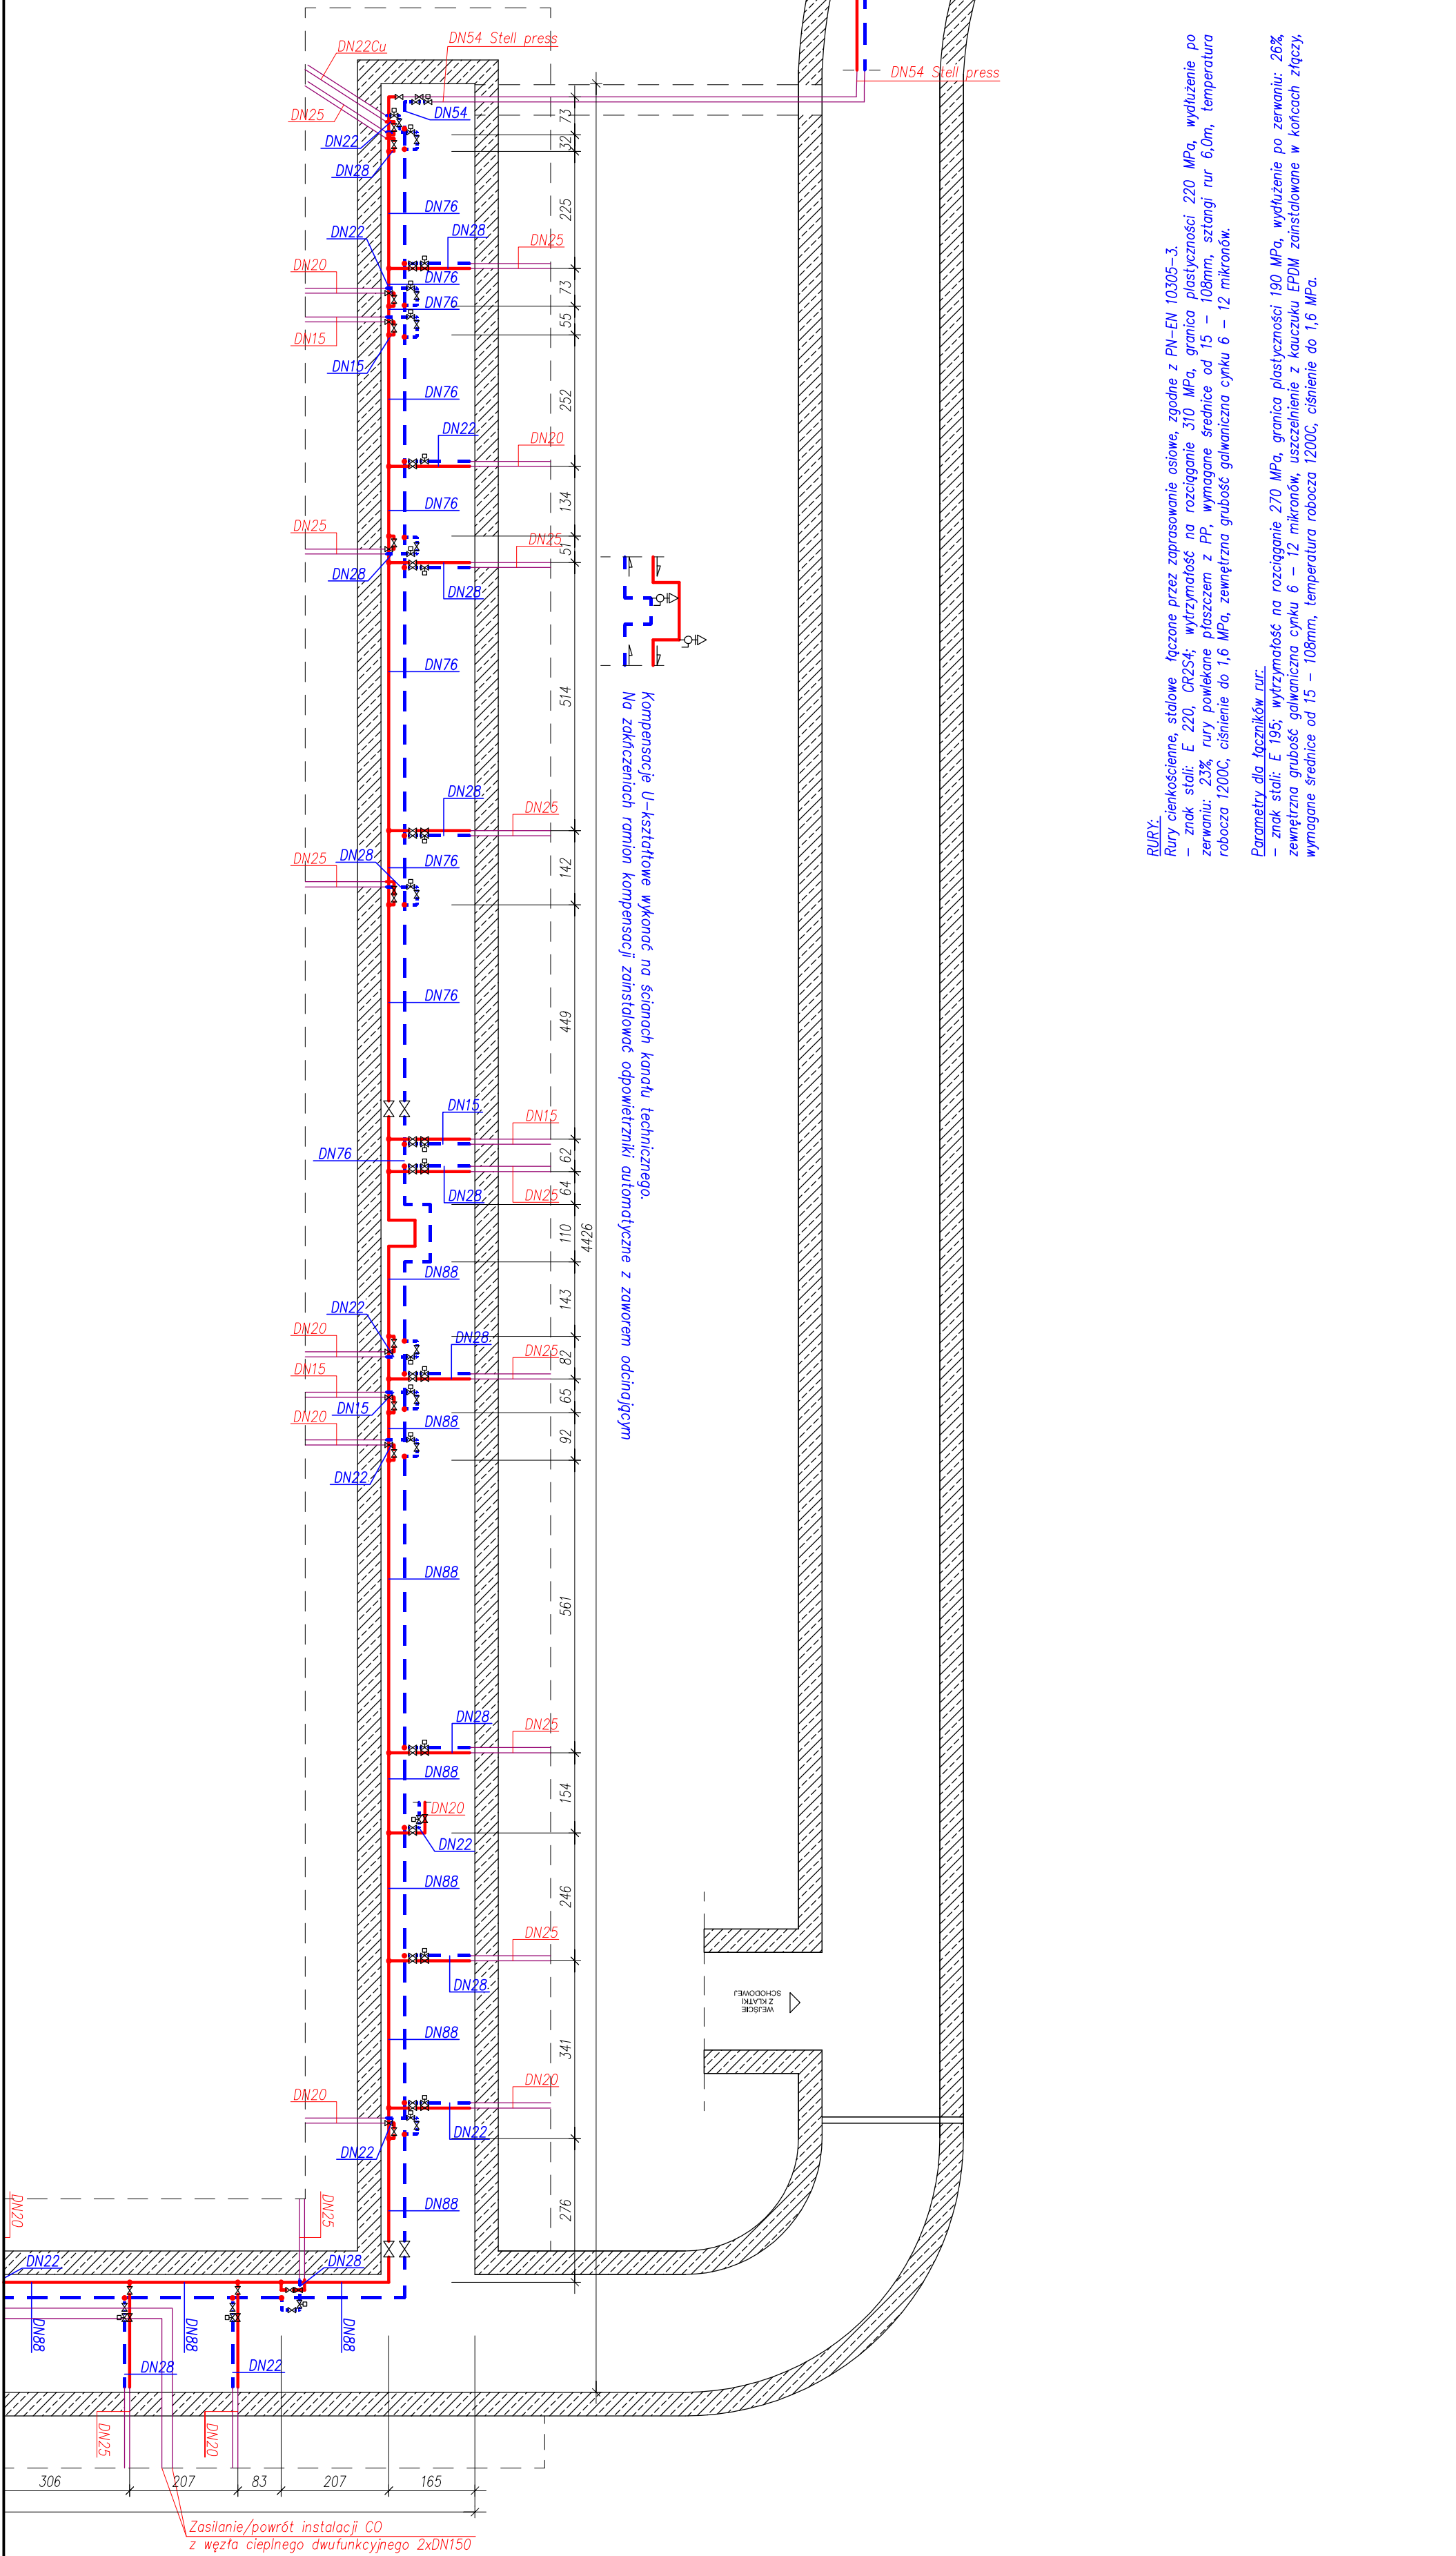 DN22Cu
DN54 Stell press
DN54 Stell press
DN25
DN54
73
DN22
32
DN28
DN76
225
DN22
DN28
DN25
DN20
DN76
73
DN76
55
DN15
DN15
DN76
252
DN22
DN20
DN76
134
DN25
DN25
51
DN28
DN28
DN76
514
DN28
DN25
DN25
DN28
DN76
142
DN76
449
DN15
DN15
DN76
62
DN28
DN25
64
110
4426
DN88
143
DN22
DN20
DN28
DN25
82
DN15
65
DN15
DN20
DN88
92
DN22
DN88
561
DN28
DN25
DN88
154
DN20
DN22
DN88
246
DN25
DN28
DN88
341
DN20
DN20
DN22
DN22
DN88
276
DN20
DN25
DN22
DN28
DN88
DN88
DN88
DN28
DN22
DN25
DN20
306
207
83
207
165
Zasilanie/powrót instalacji CO
z węzła cieplnego dwufunkcyjnego 2xDN150
WEJŚCIE
Z KLATKI
SCHODOWEJ
Kompensacje U-kształtowe wykonać na ścianach kanału technicznego.
Na zakńczeniach ramion kompensacji zainstalować odpowietrzniki automatyczne z zaworem odcinającym
RURY:
Rury cienkościenne, stalowe łączone przez zaprasowanie osiowe, zgodne z PN-EN 10305-3.
- znak stali: E 220, CR2S4; wytrzymałość na rozciąganie 310 MPa, granica plastyczności 220 MPa, wydłużenie po
zerwaniu: 23%, rury powlekane płaszczem z PP, wymagane średnice od 15 - 108mm, sztangi rur 6,0m, temperatura
robocza 1200C, ciśnienie do 1,6 MPa, zewnętrzna grubość galwaniczna cynku 6 - 12 mikronów.
Parametry dla łączników rur:
- znak stali: E 195; wytrzymałość na rozciąganie 270 MPa, granica plastyczności 190 MPa, wydłużenie po zerwaniu: 26%,
zewnętrzna grubość galwaniczna cynku 6 - 12 mikronów, uszczelnienie z kauczuku EPDM zainstalowane w końcach złączy,
wymagane średnice od 15 - 108mm, temperatura robocza 1200C, ciśnienie do 1,6 MPa.